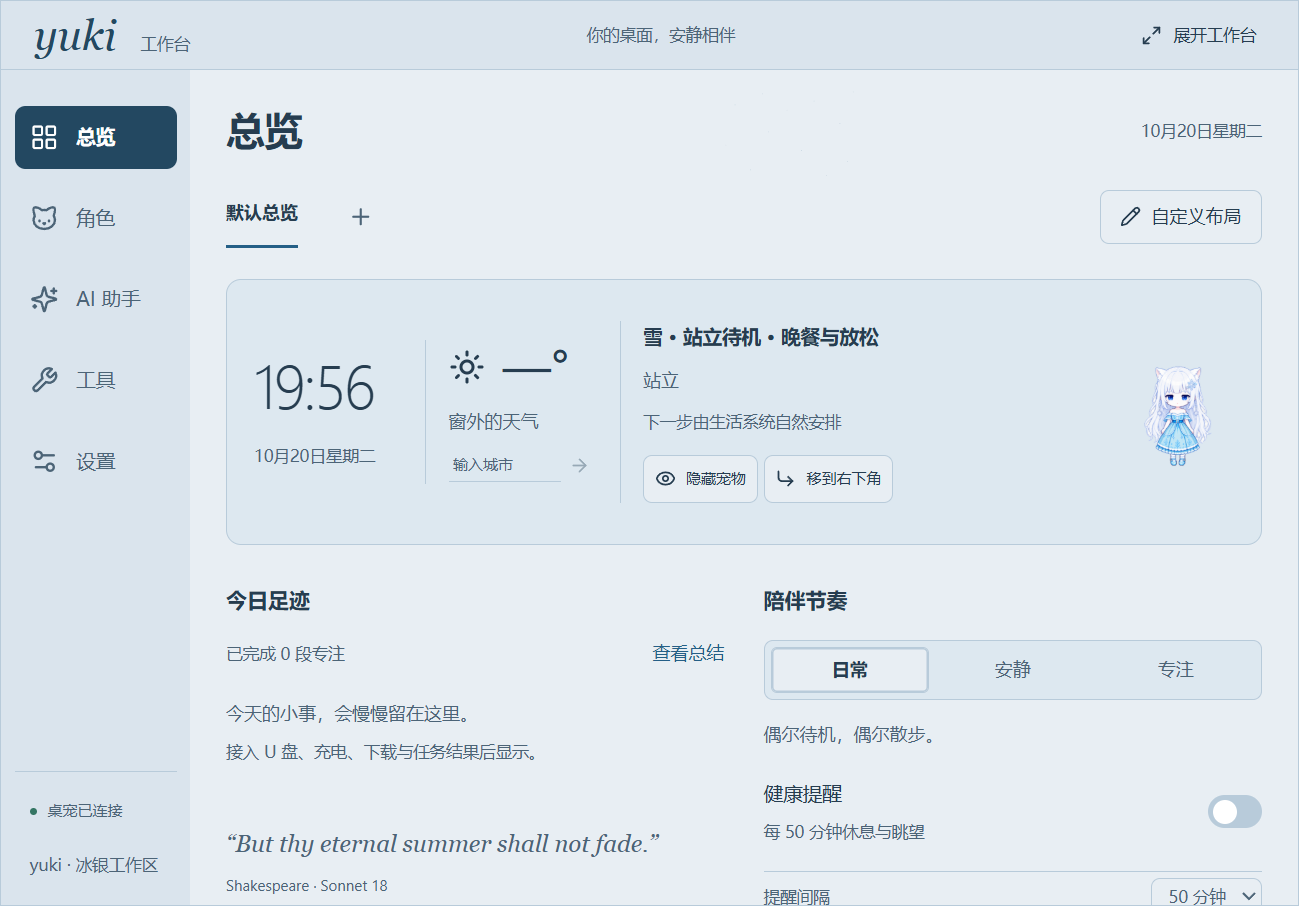 yuki 工作台
你的桌面，安静相伴
展开工作台
总览
角色
AI 助手
工具
设置
桌宠已连接
yuki · 冰银工作区
总览
10月20日星期二
默认总览
自定义布局
19:56
10月20日星期二
—°
窗外的天气
输入城市
雪 • 站立待机 • 晚餐与放松
站立
下一步由生活系统自然安排
隐藏宠物
移到右下角
今日足迹
已完成 0 段专注
查看总结
今天的小事，会慢慢留在这里。
接入 U 盘、充电、下载与任务结果后显示。
“But thy eternal summer shall not fade.”
Shakespeare · Sonnet 18
陪伴节奏
日常
安静
专注
偶尔待机，偶尔散步。
健康提醒
每 50 分钟休息与眺望
提醒间隔
50 分钟